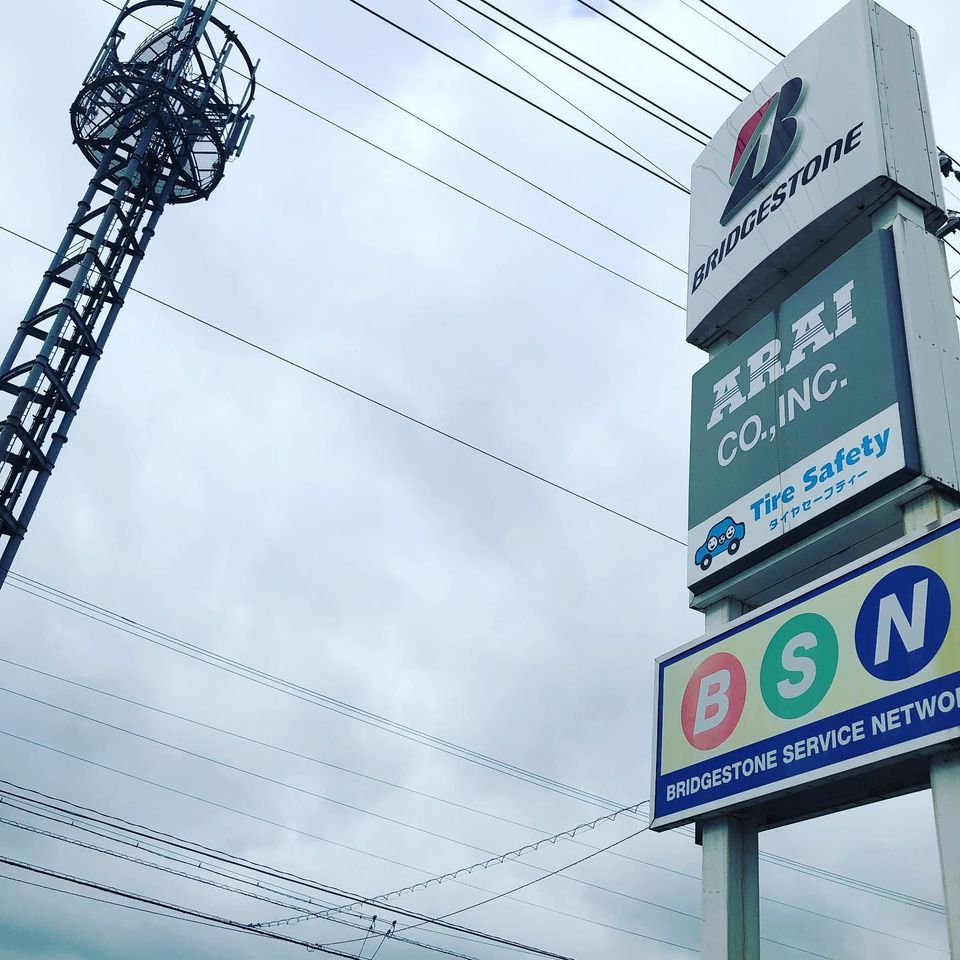 B
BRIDGESTONE
ARAI
CO.,INC.
Tire Safety
タイヤセーフティー
B S N
BRIDGESTONE SERVICE NETWO